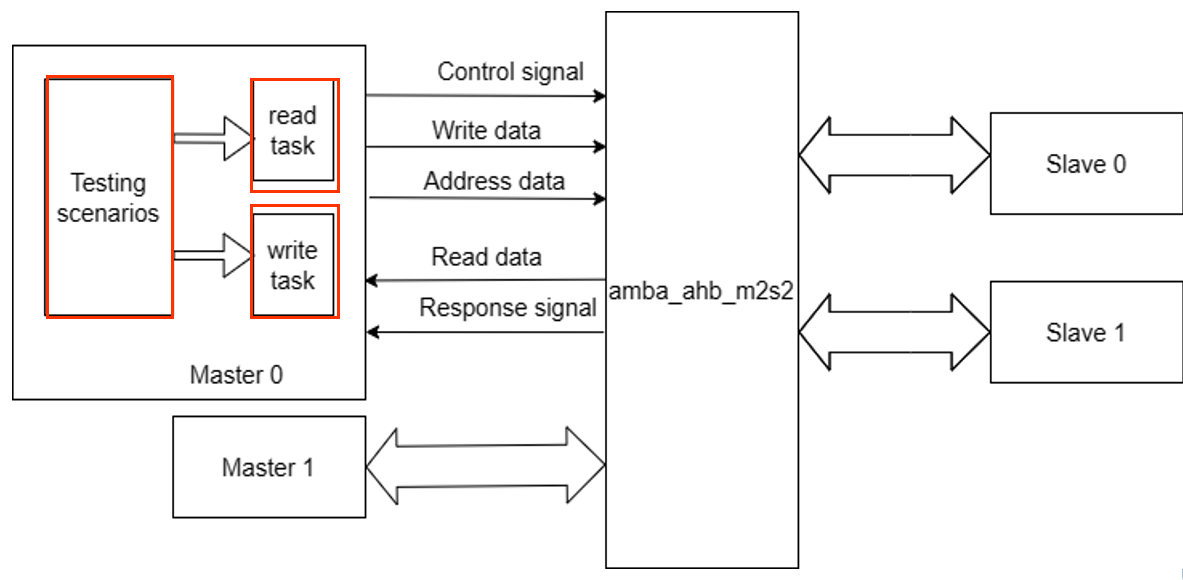 Control signal
read
task
Write data
Testing
scenarios
Address data
write
task
Read data
Response signal
Master 0
Master 1
amba_ahb_m2s2
Slave 0
Slave 1